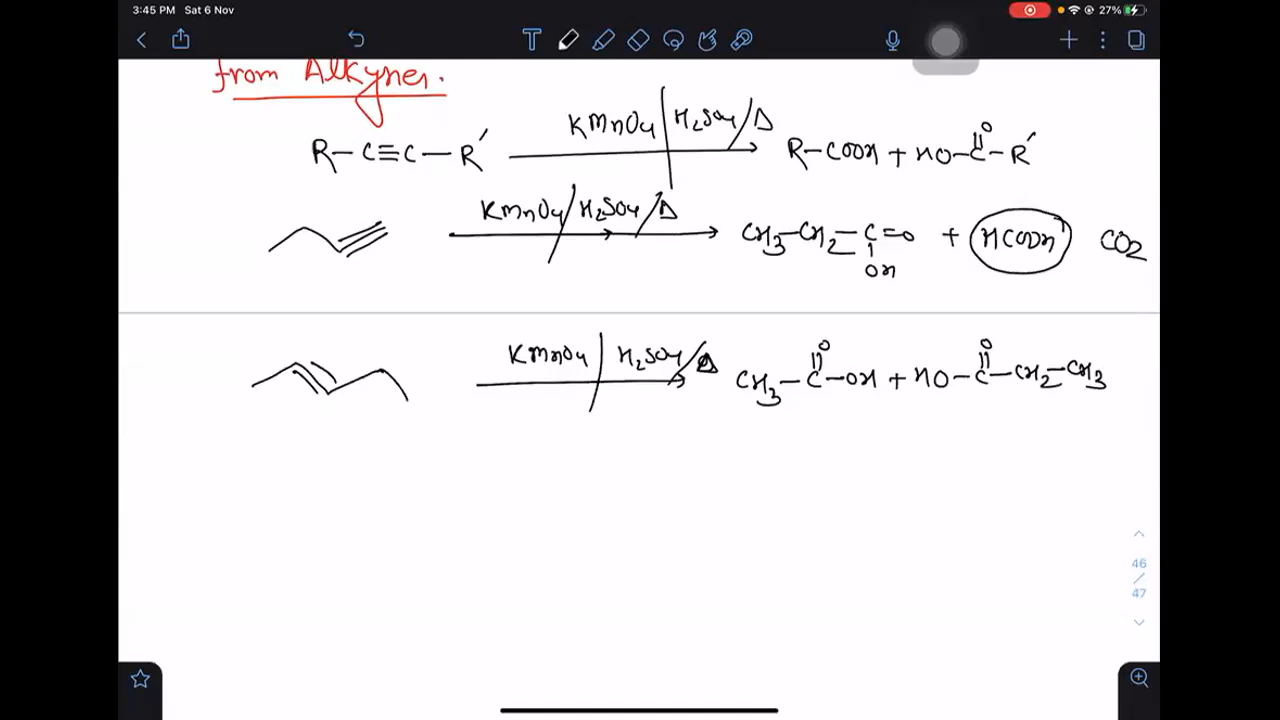 3:45 PM Sat 6 Nov 27%
from Alkynes.
R-C≡C-R' KMnO4/H2SO4/Δ R-COOH + HO-C(=O)-R'
KMnO4/H2SO4/Δ CH3-CH2-C=O + HCOOH CO2
OH
KMnO4/H2SO4/Δ CH3-C(=O)-OH + HO-C(=O)-CH2-CH3
46
/
47